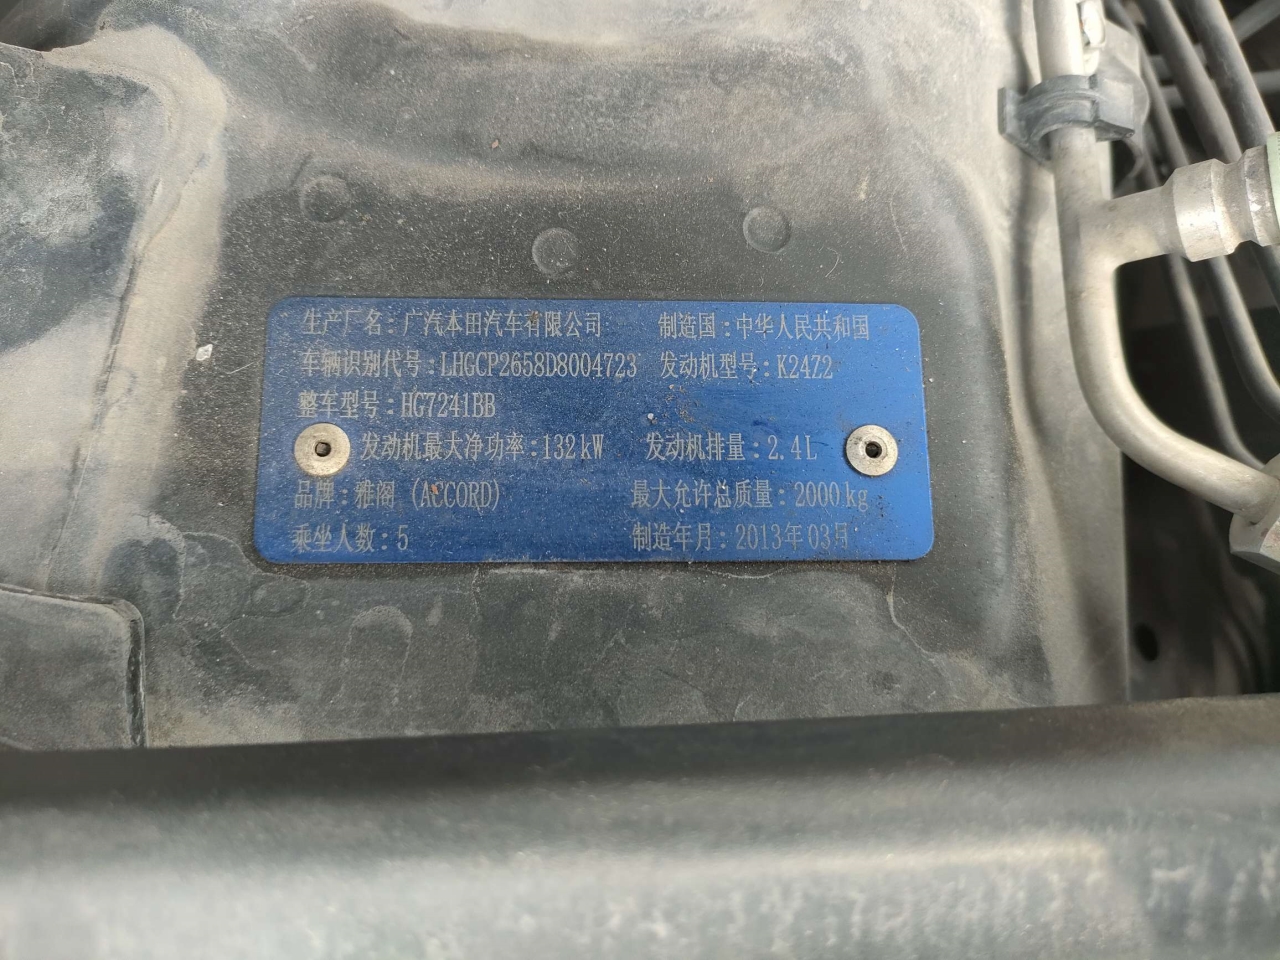 生产厂名：广汽本田汽车有限公司 制造国：中华人民共和国
车辆识别代号：LHGCP2658D8004723 发动机型号：K24Z2
整车型号：HG7241BB
发动机最大净功率：132kW 发动机排量：2.4L
品牌：雅阁 (ACCORD) 最大允许总质量：2000kg
乘坐人数：5 制造年月：2013年03月